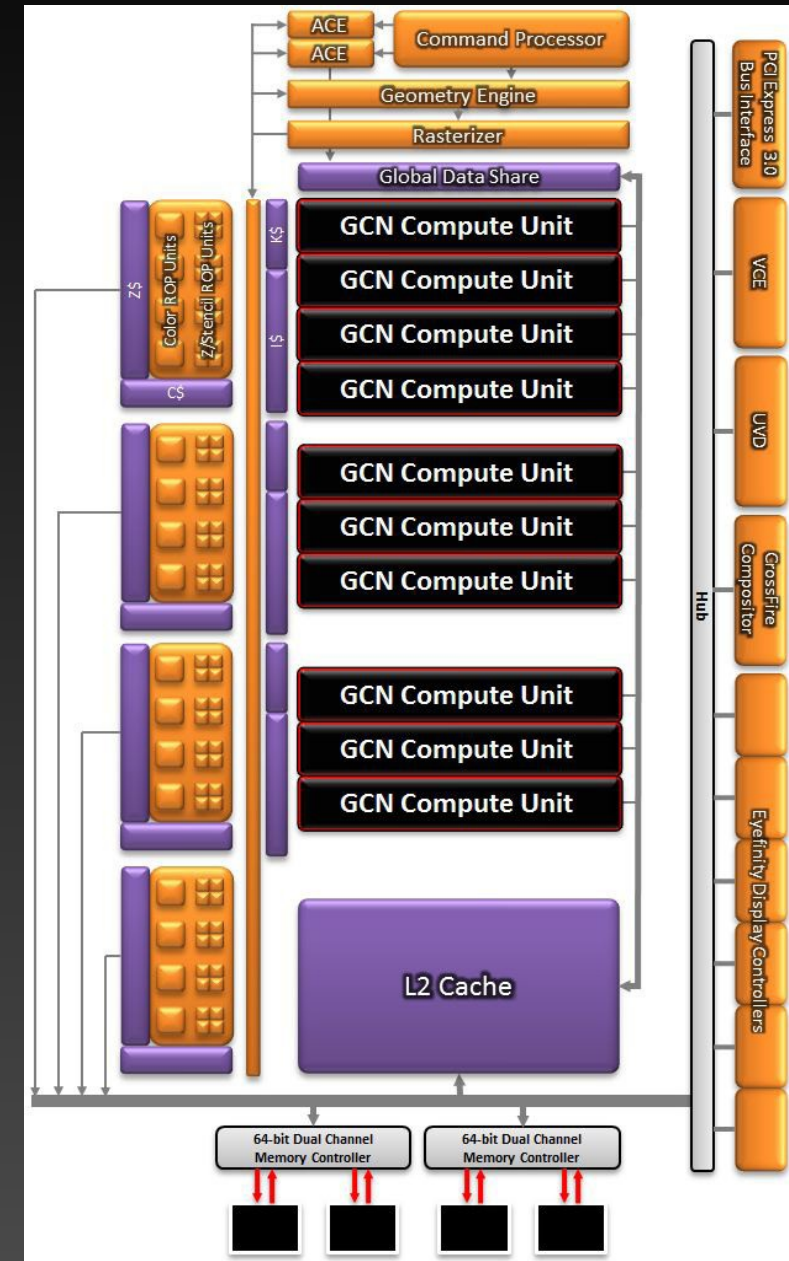 ACE
Command Processor
ACE
Geometry Engine
Rasterizer
Global Data Share
PCI Express 3.0
Bus Interface
VCE
UVD
CrossFire
Compositor
Eyefinity Display Controllers
Hub
Z$
Color ROP Units
Z/Stencil ROP Units
C$
K$
I$
GCN Compute Unit
GCN Compute Unit
GCN Compute Unit
GCN Compute Unit
GCN Compute Unit
GCN Compute Unit
GCN Compute Unit
GCN Compute Unit
GCN Compute Unit
GCN Compute Unit
L2 Cache
64-bit Dual Channel
Memory Controller
64-bit Dual Channel
Memory Controller